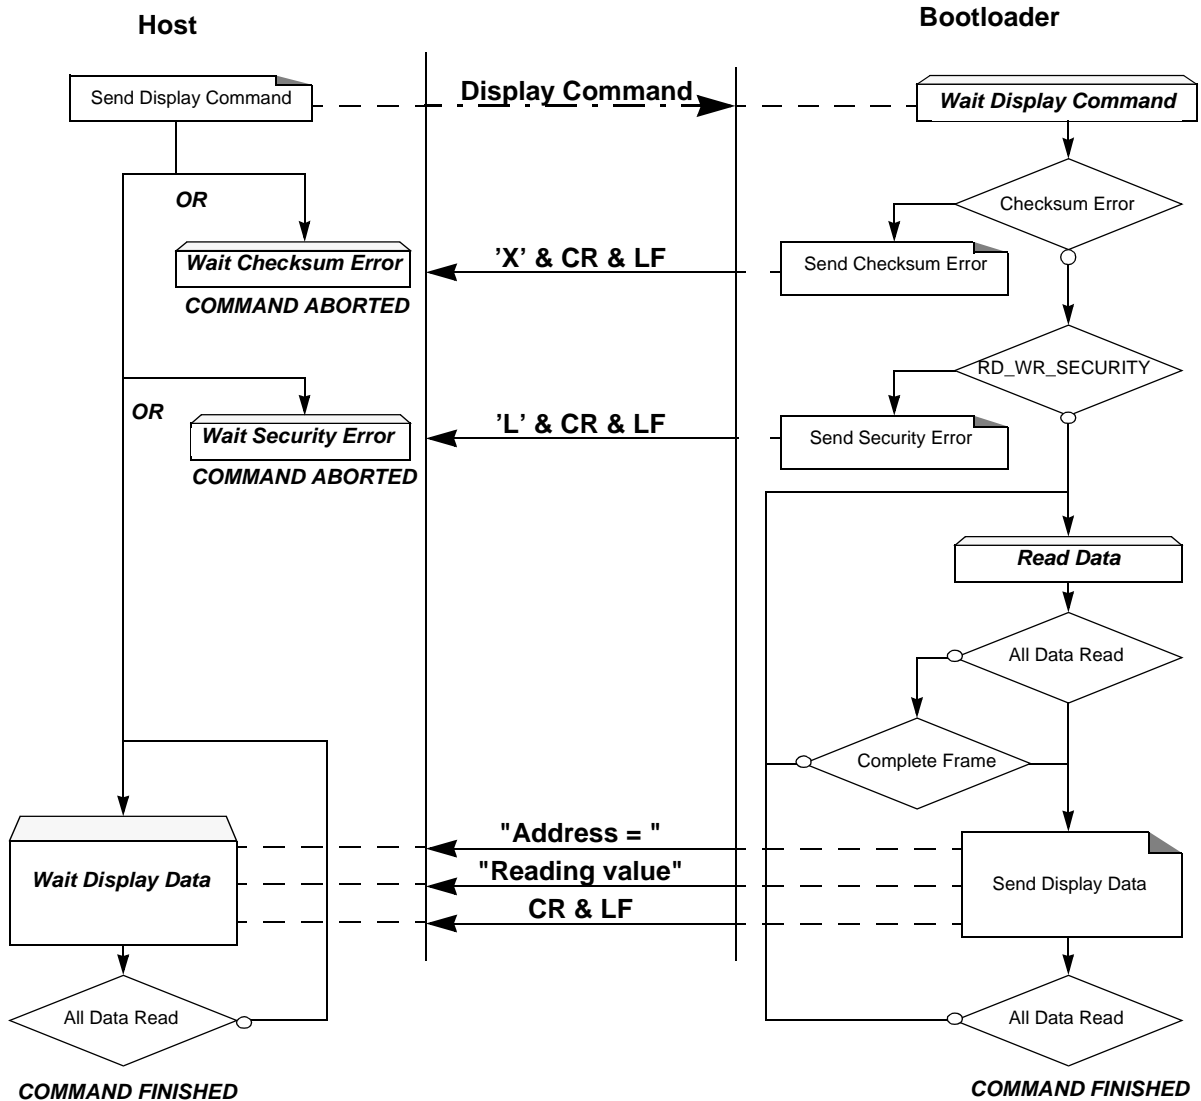 Host
Bootloader
Send Display Command
Display Command
Wait Display Command
OR
Checksum Error
Wait Checksum Error
’X’ & CR & LF
Send Checksum Error
COMMAND ABORTED
RD_WR_SECURITY
OR
Wait Security Error
’L’ & CR & LF
Send Security Error
COMMAND ABORTED
Read Data
All Data Read
Complete Frame
"Address = "
Wait Display Data
"Reading value"
Send Display Data
CR & LF
All Data Read
All Data Read
COMMAND FINISHED
COMMAND FINISHED